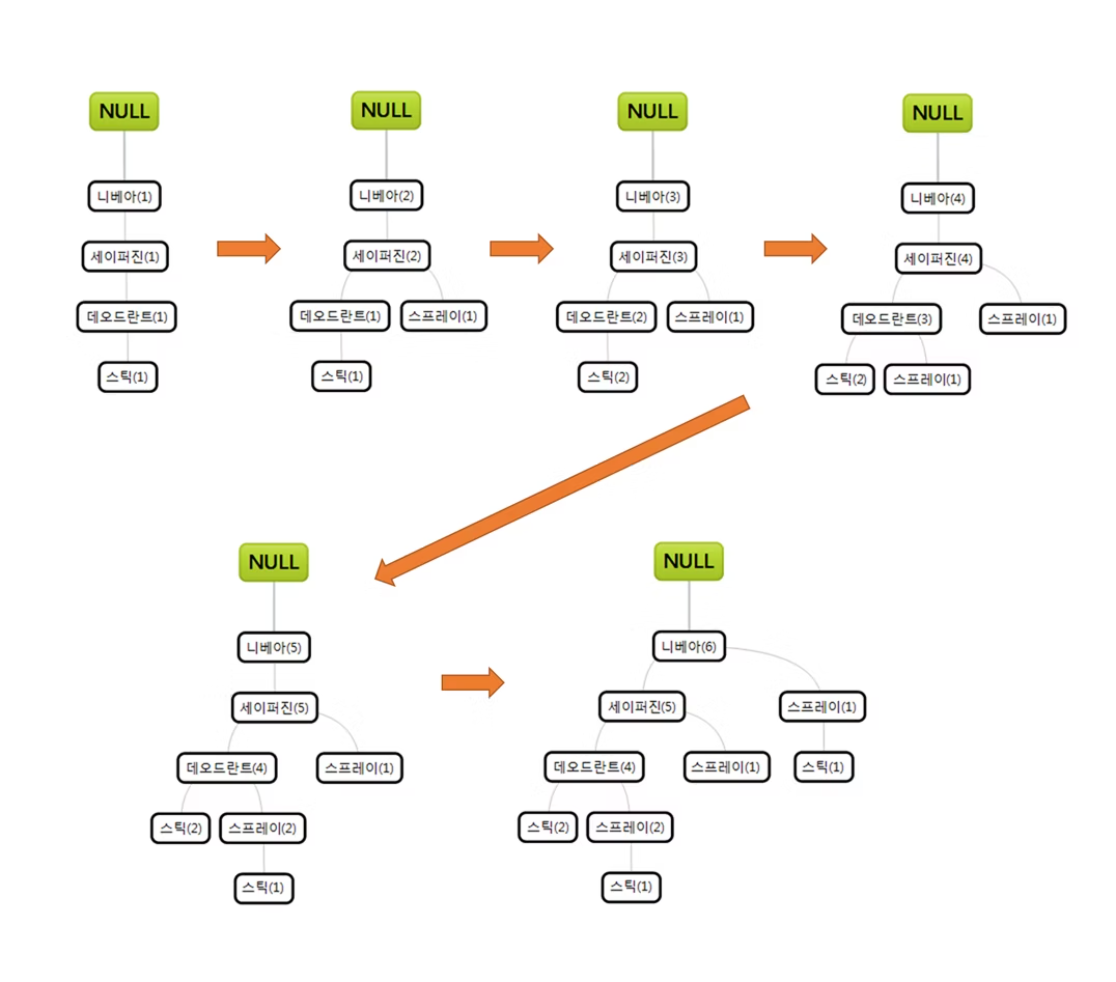 NULL
니베아(1)
세이퍼진(1)
데오드란트(1)
스틱(1)
NULL
니베아(2)
세이퍼진(2)
데오드란트(1)
스프레이(1)
스틱(1)
NULL
니베아(3)
세이퍼진(3)
데오드란트(2)
스프레이(1)
스틱(2)
NULL
니베아(4)
세이퍼진(4)
데오드란트(3)
스프레이(1)
스틱(2)
스프레이(1)
NULL
니베아(5)
세이퍼진(5)
데오드란트(4)
스프레이(1)
스틱(2)
스프레이(2)
스틱(1)
NULL
니베아(6)
세이퍼진(5)
스프레이(1)
데오드란트(4)
스프레이(1)
스틱(1)
스틱(2)
스프레이(2)
스틱(1)